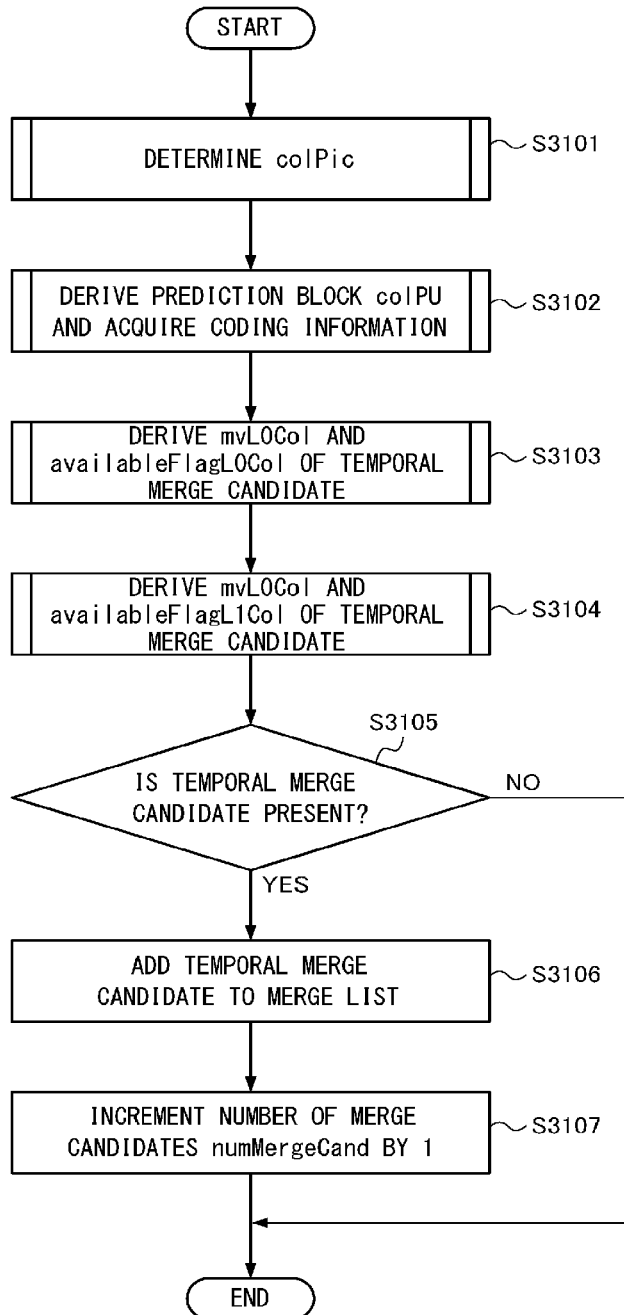 START
DETERMINE colPic
S3101
DERIVE PREDICTION BLOCK colPU
AND ACQUIRE CODING INFORMATION
S3102
DERIVE mvL0Col AND
availableFlagL0Col OF TEMPORAL
MERGE CANDIDATE
S3103
DERIVE mvL0Col AND
availableFlagL1Col OF TEMPORAL
MERGE CANDIDATE
S3104
S3105
IS TEMPORAL MERGE
CANDIDATE PRESENT?
NO
YES
ADD TEMPORAL MERGE
CANDIDATE TO MERGE LIST
S3106
INCREMENT NUMBER OF MERGE
CANDIDATES numMergeCand BY 1
S3107
END